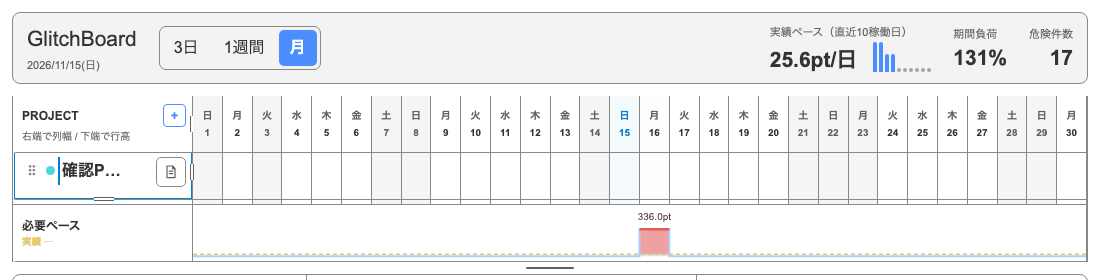 GlitchBoard
2026/11/15(日)
3日 1週間 月
実績ペース（直近10稼働日）
25.6pt/日
期間負荷
131%
危険件数
17
PROJECT
+
右端で列幅 / 下端で行高
日 月 火 水 木 金 土 日 月 火 水 木 金 土 日 月 火 水 木 金 土 日 月 火 水 木 金 土 日 月
1 2 3 4 5 6 7 8 9 10 11 12 13 14 15 16 17 18 19 20 21 22 23 24 25 26 27 28 29 30
確認P...
必要ペース
実績 —
336.0pt